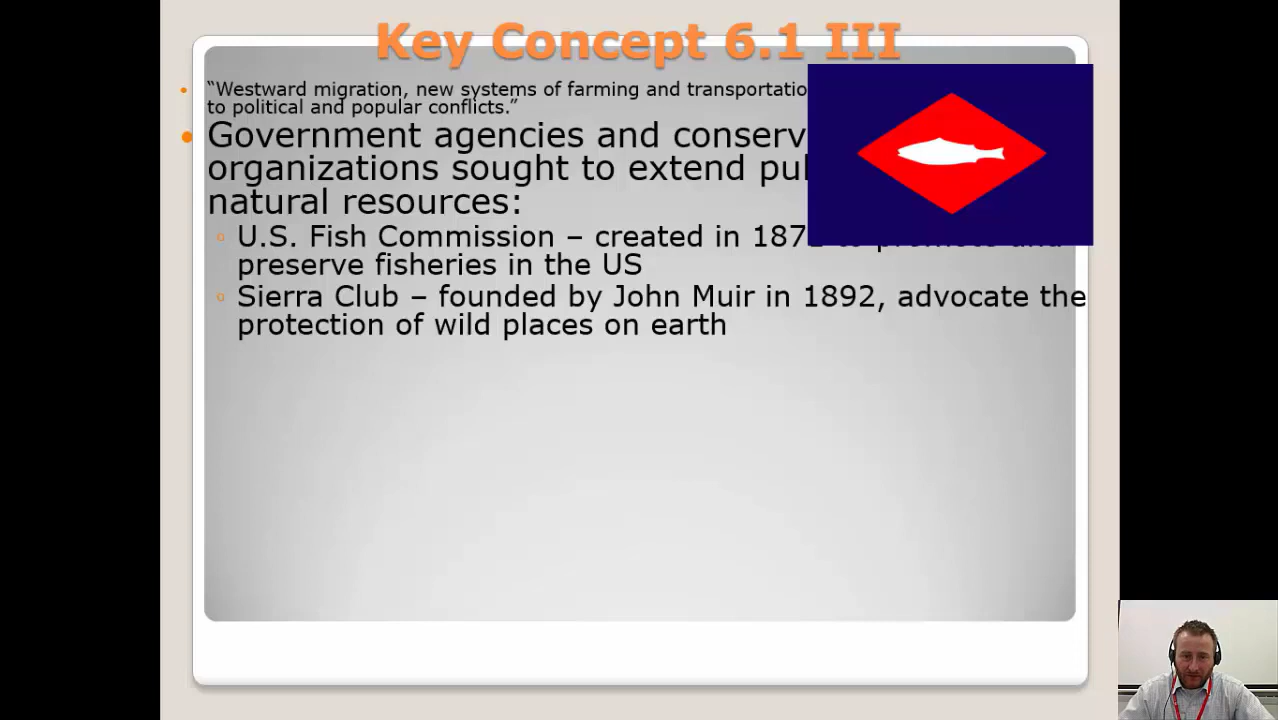 Key Concept 6.1 III
• “Westward migration, new systems of farming and transportatio
to political and popular conflicts.”
• Government agencies and conserv
organizations sought to extend pu
natural resources:
◦ U.S. Fish Commission – created in 187
preserve fisheries in the US
◦ Sierra Club – founded by John Muir in 1892, advocate the
protection of wild places on earth